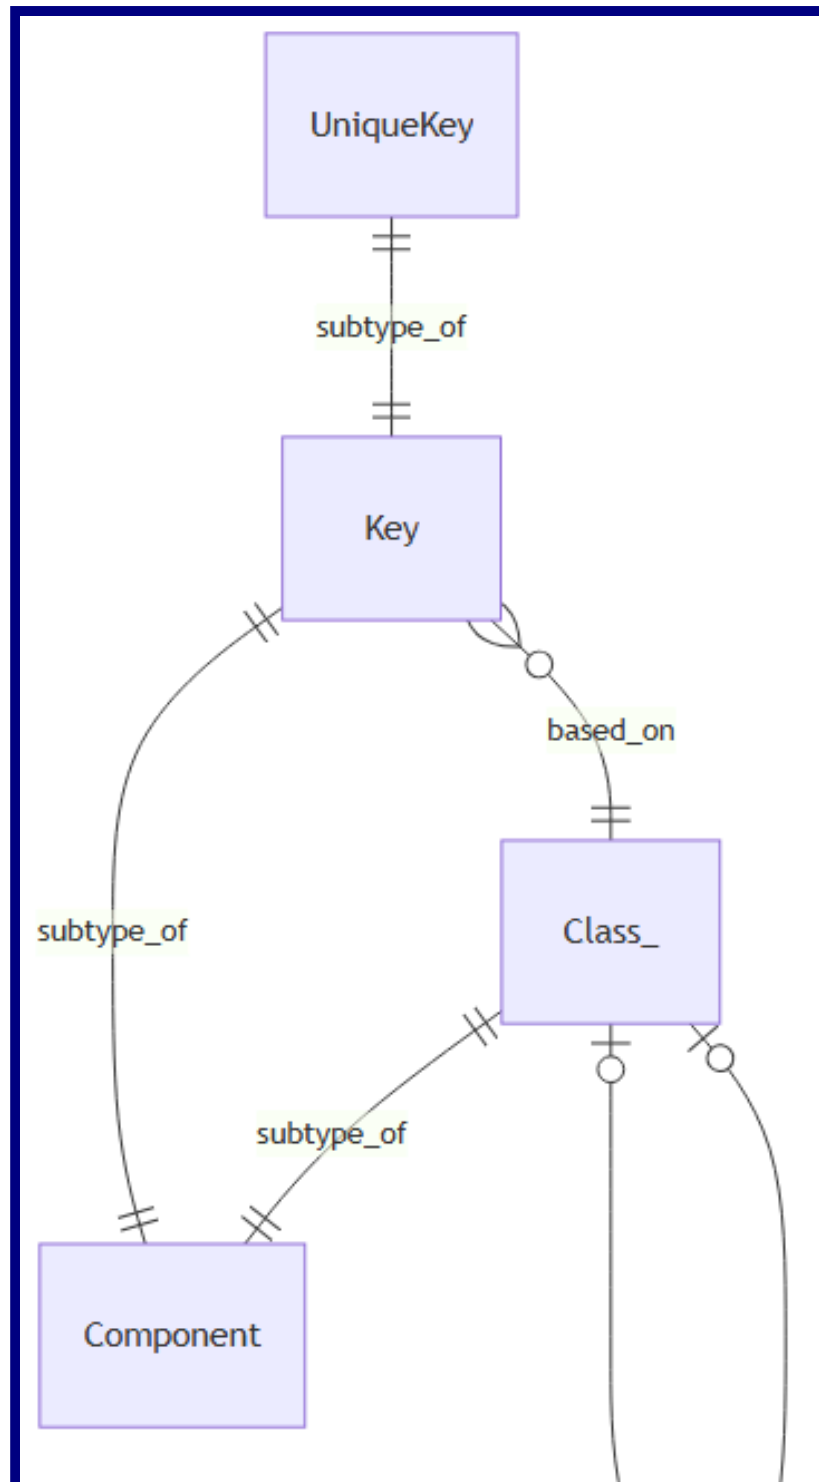 UniqueKey
subtype_of
Key
based_on
subtype_of
Class_
subtype_of
Component